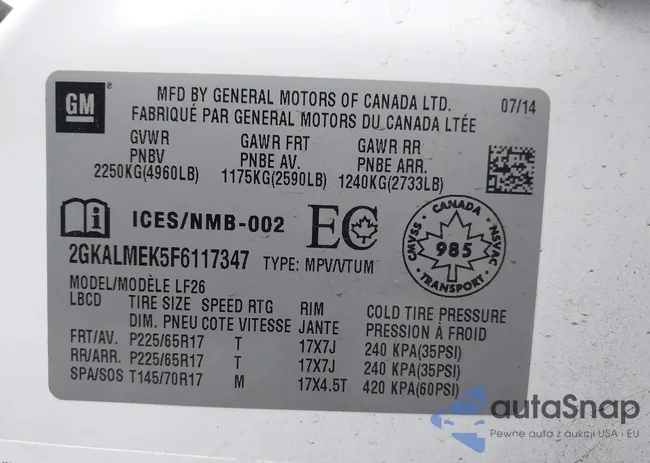 GM
MFD BY GENERAL MOTORS OF CANADA LTD. 07/14
FABRIQUÉ PAR GENERAL MOTORS DU CANADA LTÉE
GVWR GAWR FRT GAWR RR
PNBV PNBE AV. PNBE ARR.
2250KG(4960LB) 1175KG(2590LB) 1240KG(2733LB)
ICES/NMB-002 EC
CANADA
CMVSS 985 NSVAC
TRANSPORT
2GKALMEK5F6117347 TYPE: MPV/VTUM
MODEL/MODÈLE LF26
LBCD TIRE SIZE SPEED RTG RIM COLD TIRE PRESSURE
DIM. PNEU COTE VITESSE JANTE PRESSION À FROID
FRT/AV. P225/65R17 T 17X7J 240 KPA(35PSI)
RR/ARR. P225/65R17 T 17X7J 240 KPA(35PSI)
SPA/SOS T145/70R17 M 17X4.5T 420 KPA(60PSI)
autaSnap
Pewne auta z aukcji USA i EU